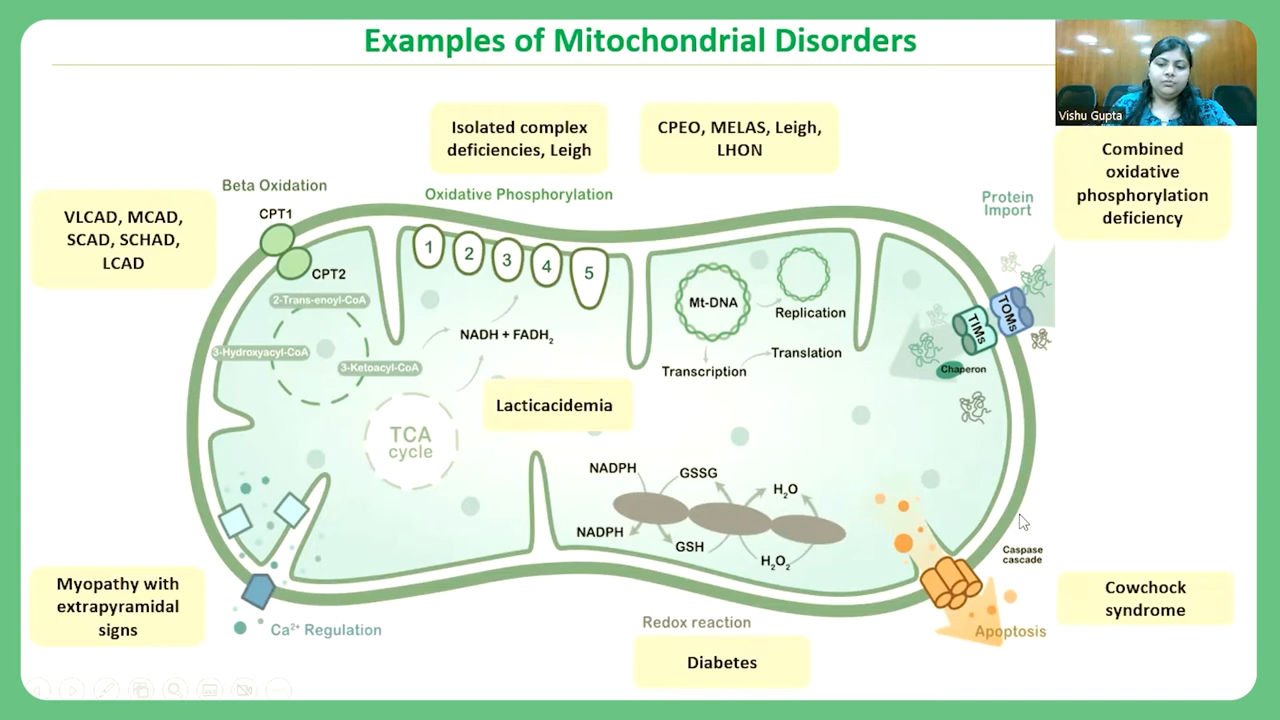 Examples of Mitochondrial Disorders
Vishu Gupta
Isolated complex
deficiencies, Leigh
CPEO, MELAS, Leigh,
LHON
Combined
oxidative
phosphorylation
deficiency
Beta Oxidation
Oxidative Phosphorylation
Protein
Import
VLCAD, MCAD,
SCAD, SCHAD,
LCAD
CPT1
CPT2
1
2
3
4
5
2-Trans-enoyl-CoA
3-Hydroxyacyl-CoA
3-Ketoacyl-CoA
NADH + FADH₂
Mt-DNA
Replication
Transcription
Translation
TOMs
TIMs
Chaperon
Lacticacidemia
TCA
cycle
NADPH
GSSG
H₂O
NADPH
GSH
H₂O₂
Caspase
cascade
Myopathy with
extrapyramidal
signs
Ca²⁺ Regulation
Redox reaction
Diabetes
Apoptosis
Cowchock
syndrome